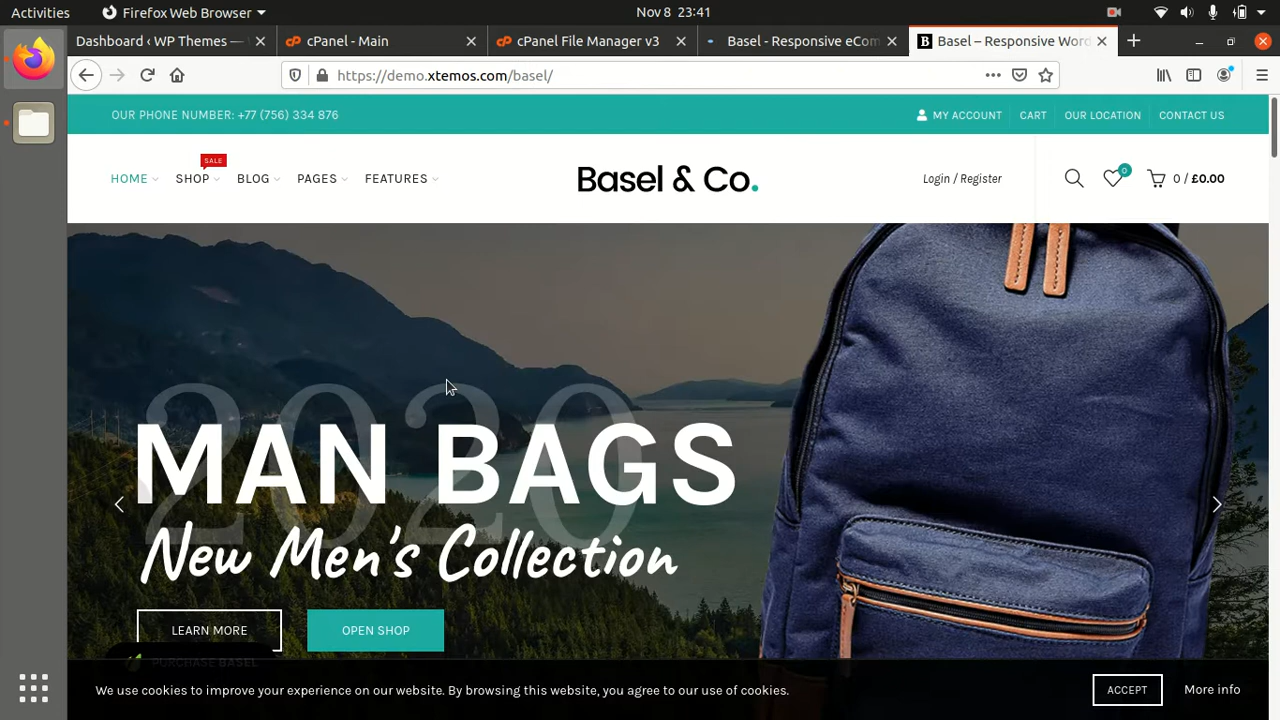 Activities
Firefox Web Browser
Nov 8 23:41
Dashboard ‹ WP Themes —
cPanel - Main
cPanel File Manager v3
Basel - Responsive eCom
B
Basel – Responsive Word
https://demo.xtemos.com/basel/
OUR PHONE NUMBER: +77 (756) 334 876
MY ACCOUNT
CART
OUR LOCATION
CONTACT US
SALE
HOME
SHOP
BLOG
PAGES
FEATURES
Basel & Co.
Login / Register
0
0 / £0.00
2020
MAN BAGS
New Men's Collection
LEARN MORE
OPEN SHOP
PURCHASE BASEL
We use cookies to improve your experience on our website. By browsing this website, you agree to our use of cookies.
ACCEPT
More info